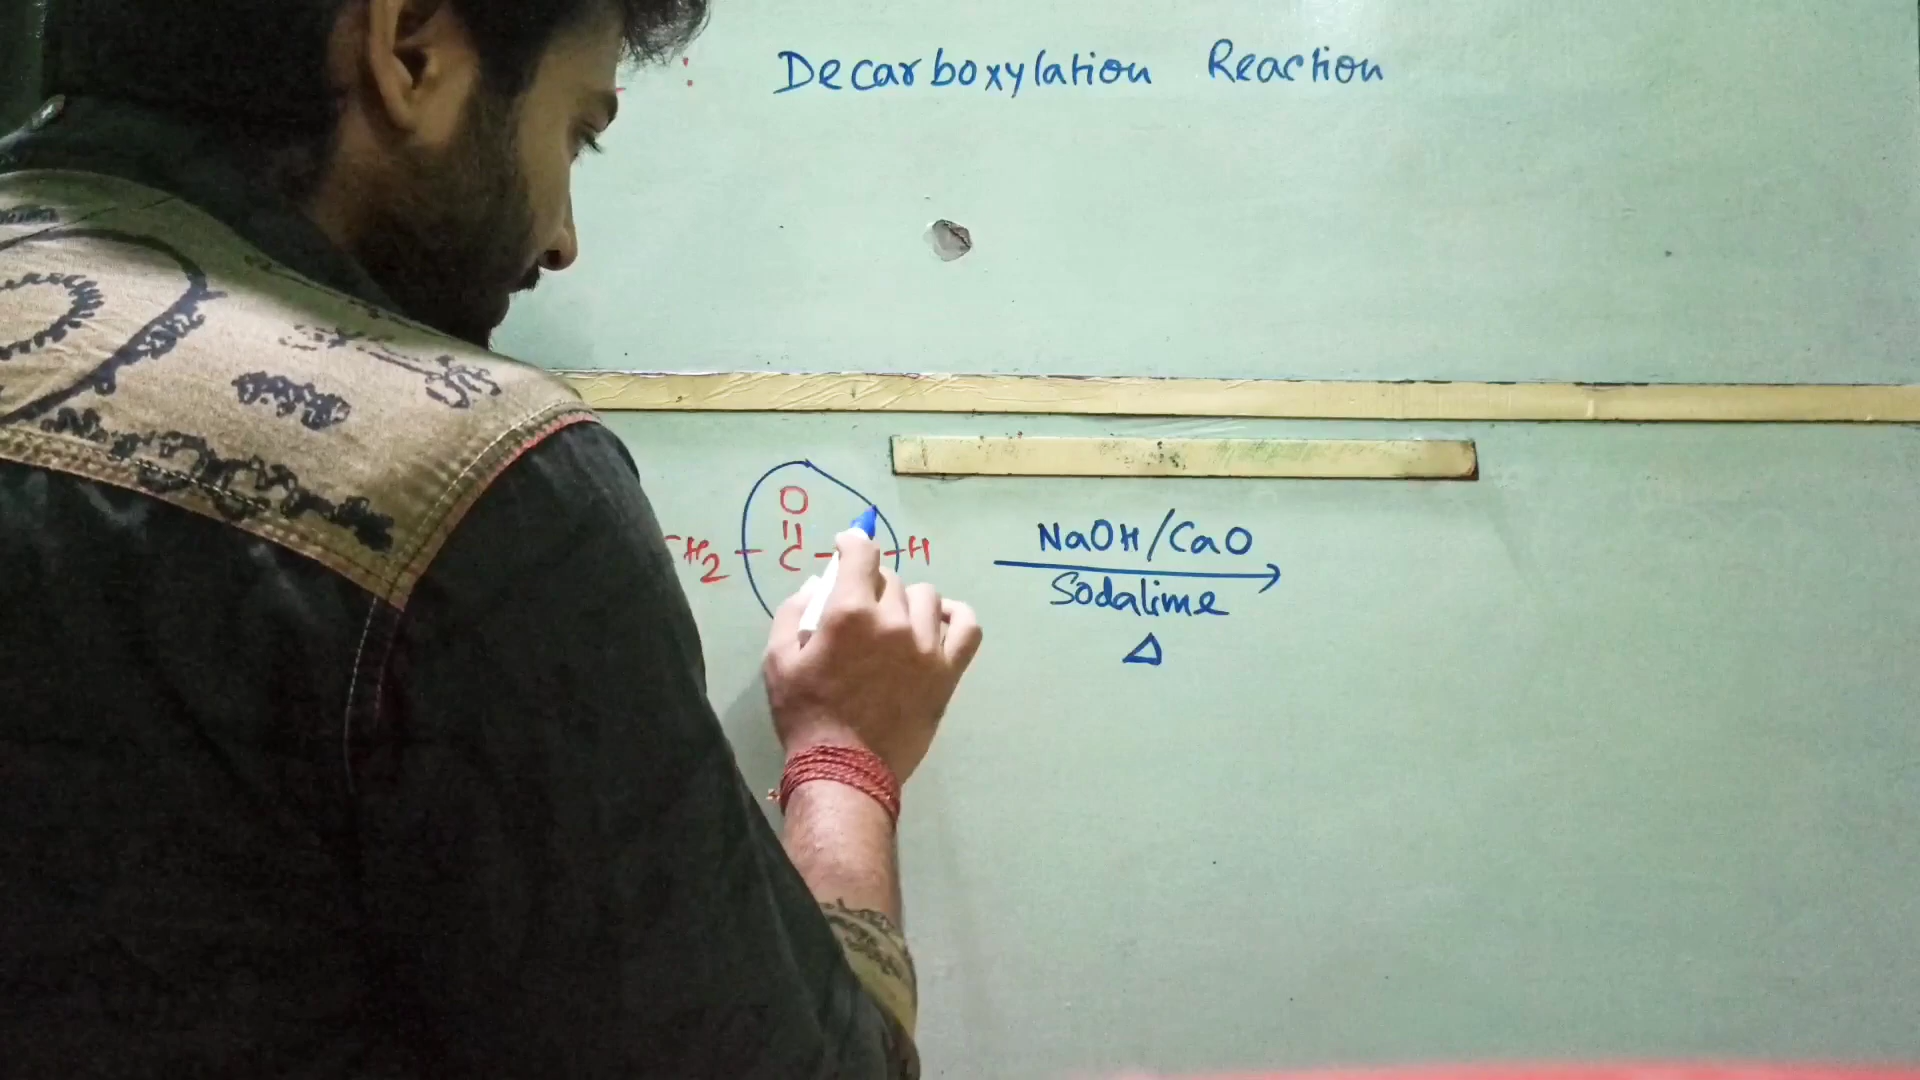 : Decarboxylation Reaction
O
||
H2 - C - H
NaOH/CaO
Sodalime
Δ